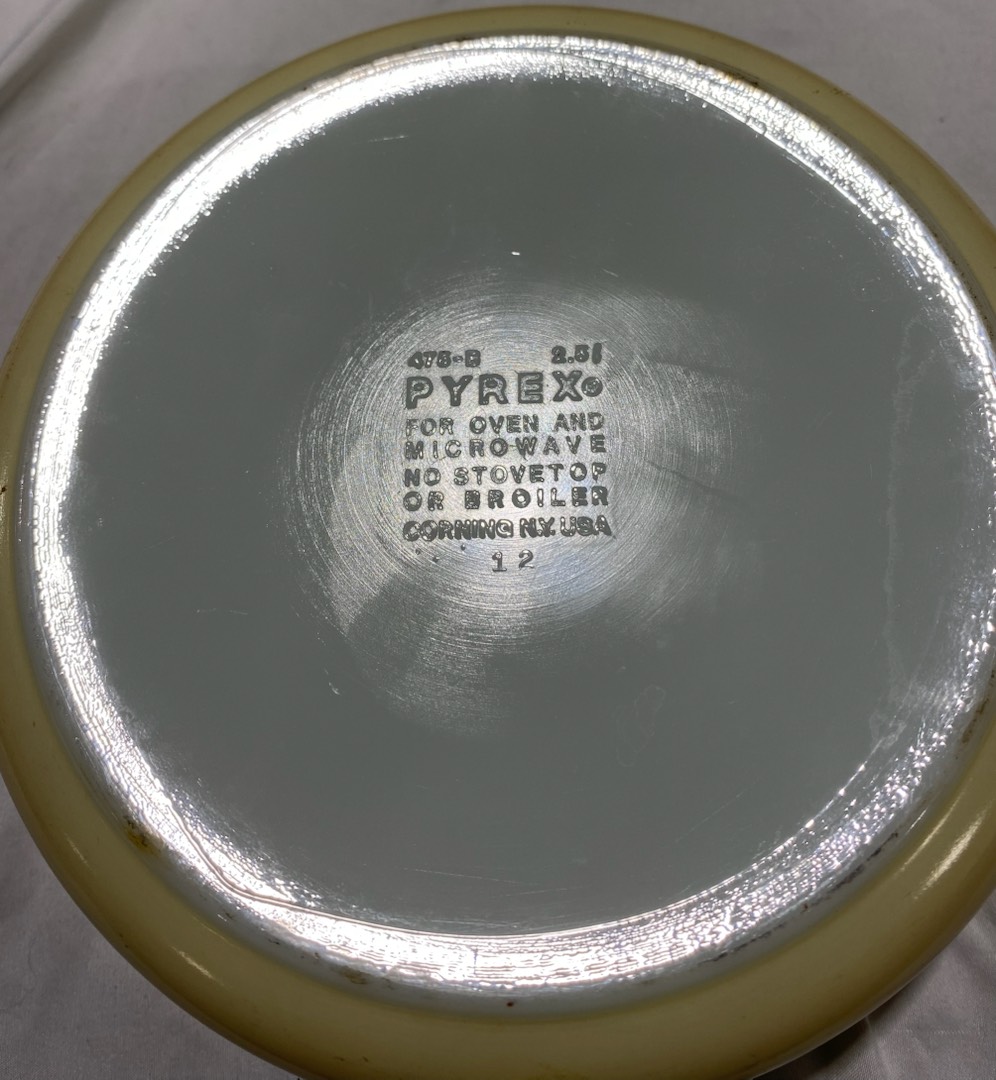 475-B 2.5l
PYREX®
FOR OVEN AND
MICROWAVE
NO STOVETOP
OR BROILER
CORNING N.Y. USA
12